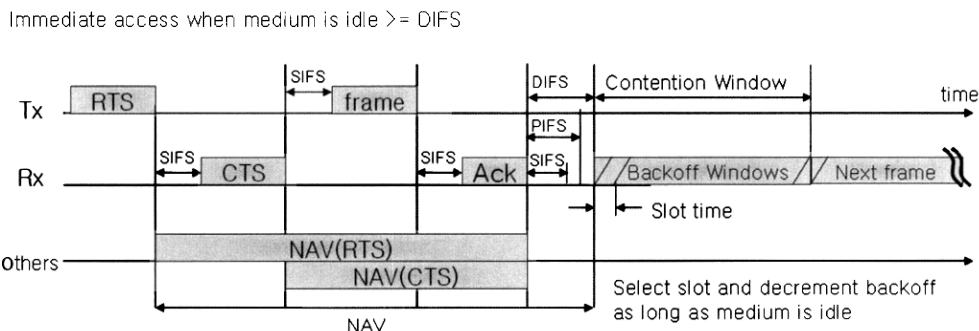 Immediate access when medium is idle >= DIFS
SIFS
DIFS
Contention Window
RTS
frame
time
Tx
PIFS
SIFS
SIFS
SIFS
CTS
Ack
Backoff Windows
Next frame
Rx
Slot time
NAV(RTS)
others
NAV(CTS)
Select slot and decrement backoff
as long as medium is idle
NAV